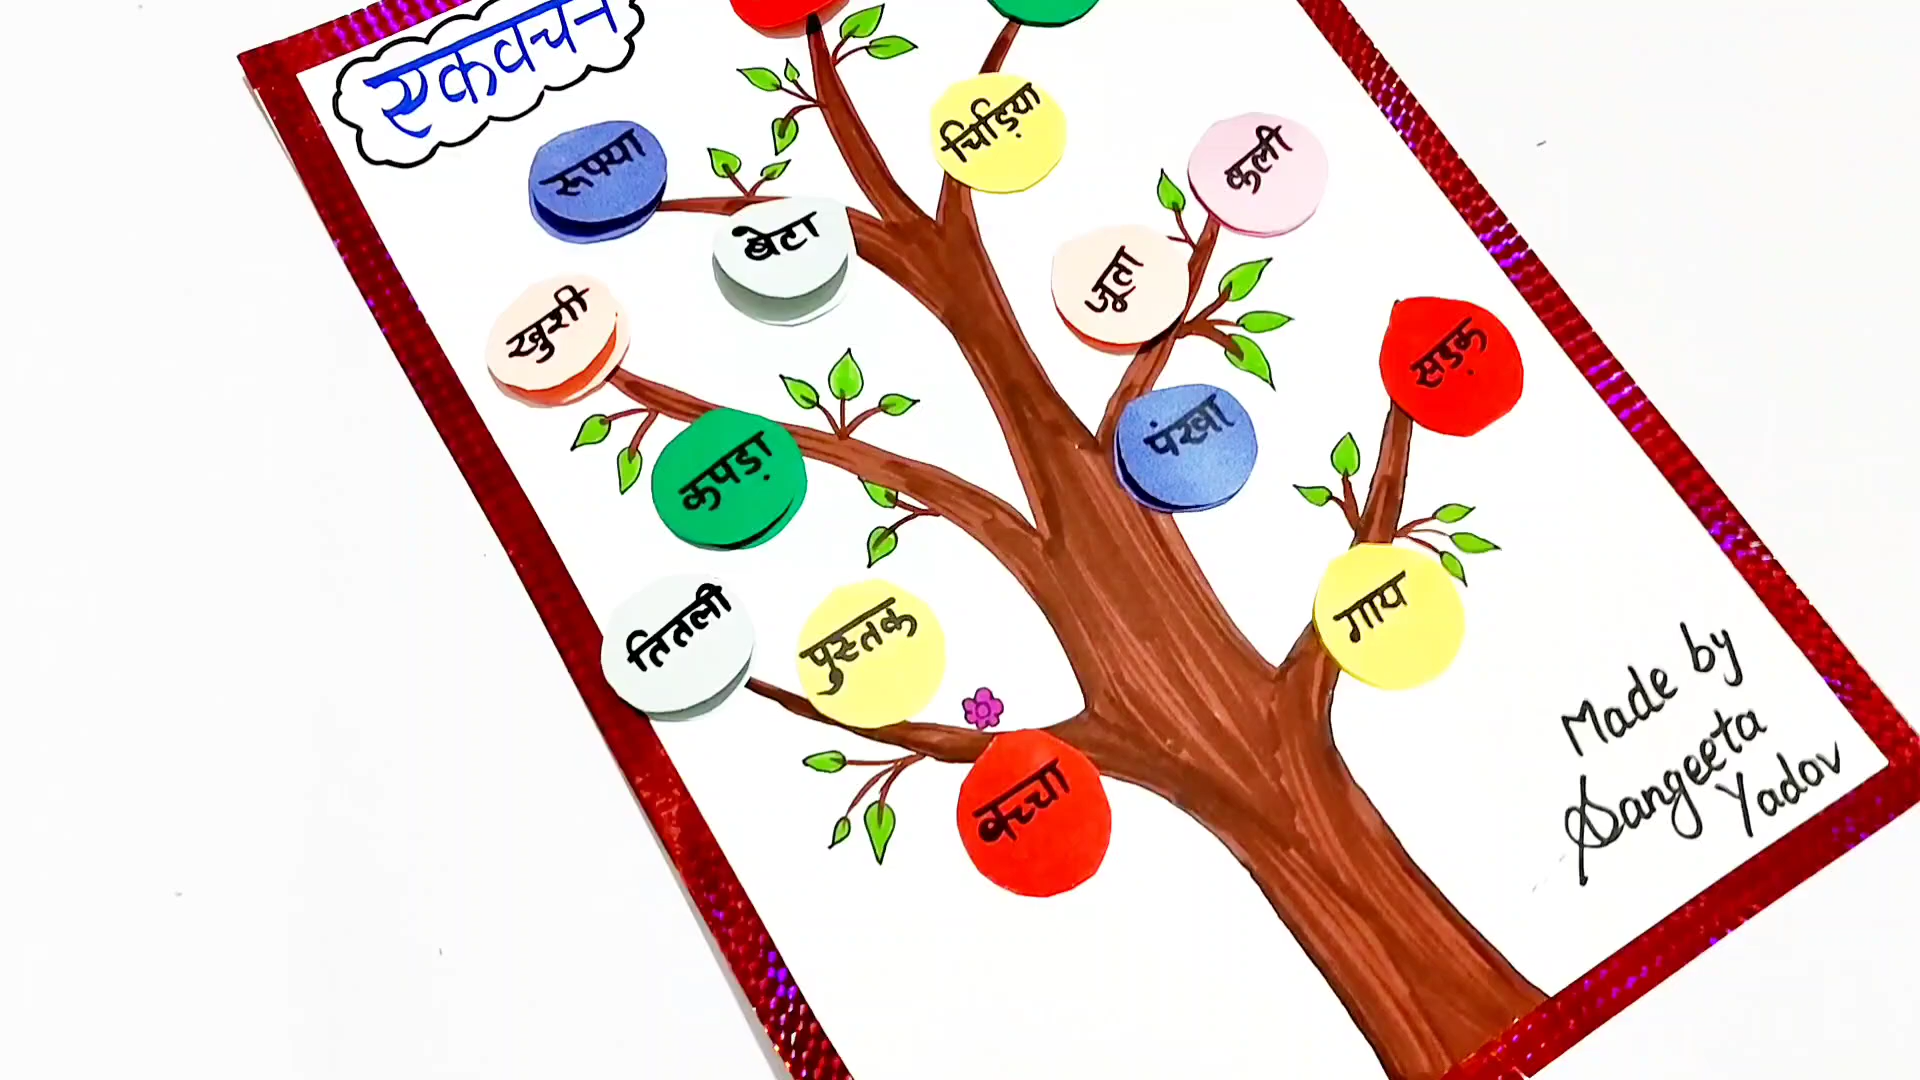 एकवचन
रूपया
चिड़िया
कली
बेटा
जूता
खुशी
सड़क
कपड़ा
पंखा
तितली
पुस्तक
गाय
बच्चा
Made by
Sangeeta
Yadav